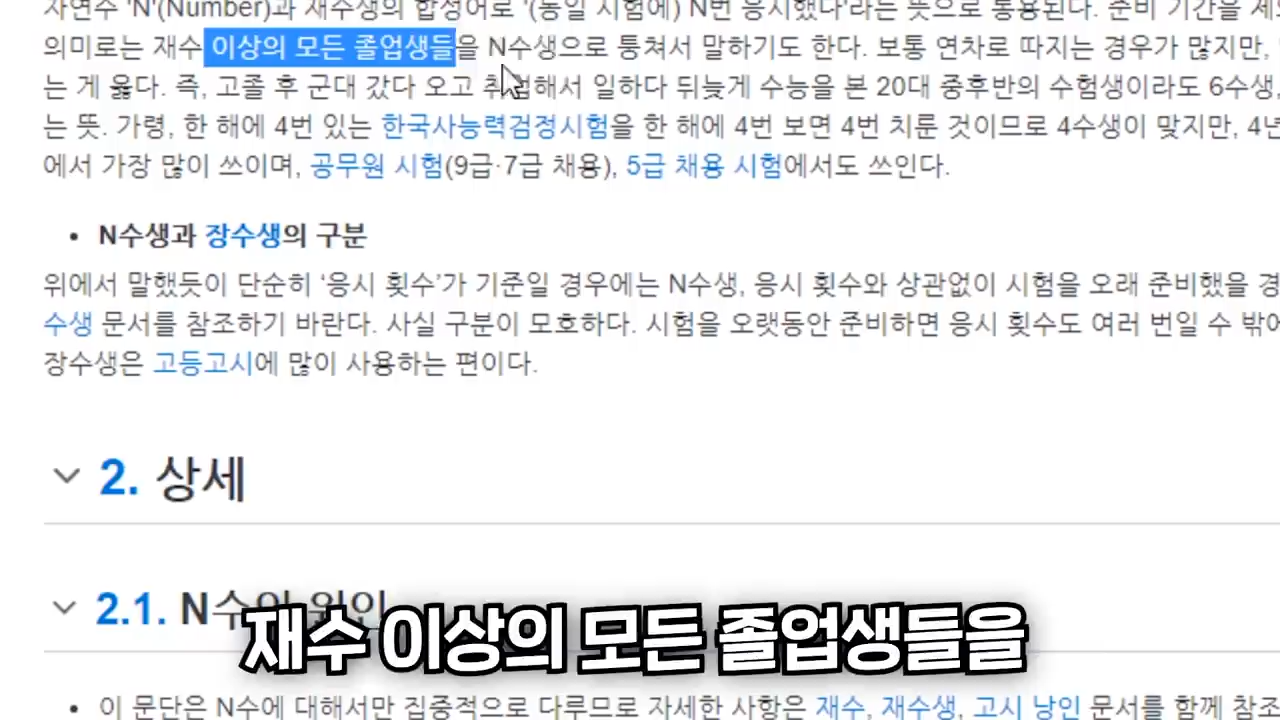 자연수 'N'(Number)과 재수생의 합성어로 '(동일 시험에) N번 응시했다'라는 뜻으로 통용된다. 준비 기간을 제외
의미로는 재수 이상의 모든 졸업생들을 N수생으로 퉁쳐서 말하기도 한다. 보통 연차로 따지는 경우가 많지만,
는 게 옳다. 즉, 고졸 후 군대 갔다 오고 취업해서 일하다 뒤늦게 수능을 본 20대 중후반의 수험생이라도 6수생,
는 뜻. 가령, 한 해에 4번 있는 한국사능력검정시험을 한 해에 4번 보면 4번 치룬 것이므로 4수생이 맞지만, 4년
에서 가장 많이 쓰이며, 공무원 시험(9급·7급 채용), 5급 채용 시험에서도 쓰인다.
• N수생과 장수생의 구분
위에서 말했듯이 단순히 ‘응시 횟수’가 기준일 경우에는 N수생, 응시 횟수와 상관없이 시험을 오래 준비했을 경
수생 문서를 참조하기 바란다. 사실 구분이 모호하다. 시험을 오랫동안 준비하면 응시 횟수도 여러 번일 수 밖에
장수생은 고등고시에 많이 사용하는 편이다.
2. 상세
2.1. N수의 원인
재수 이상의 모든 졸업생들을
• 이 문단은 N수에 대해서만 집중적으로 다루므로 자세한 사항은 재수, 재수생, 고시 낭인 문서를 함께 참조